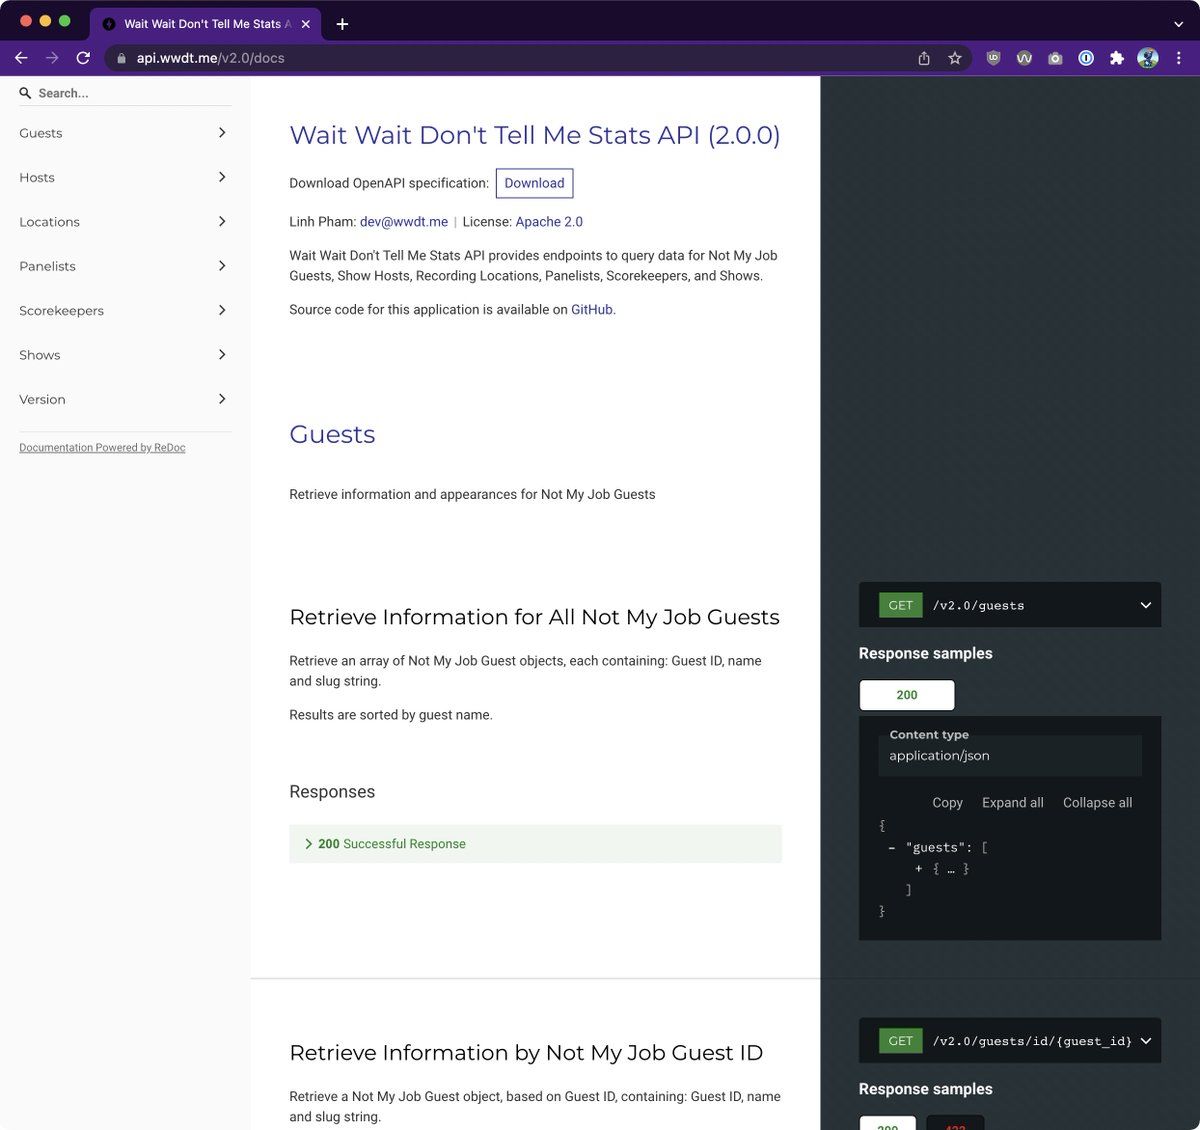 Wait Wait Don't Tell Me Stats A
api.wwdt.me/v2.0/docs
Search...
Guests
Hosts
Locations
Panelists
Scorekeepers
Shows
Version
Documentation Powered by ReDoc
Wait Wait Don't Tell Me Stats API (2.0.0)
Download OpenAPI specification: Download
Linh Pham: dev@wwdt.me | License: Apache 2.0
Wait Wait Don't Tell Me Stats API provides endpoints to query data for Not My Job
Guests, Show Hosts, Recording Locations, Panelists, Scorekeepers, and Shows.
Source code for this application is available on GitHub.
Guests
Retrieve information and appearances for Not My Job Guests
Retrieve Information for All Not My Job Guests
Retrieve an array of Not My Job Guest objects, each containing: Guest ID, name
and slug string.
Results are sorted by guest name.
Responses
200 Successful Response
GET /v2.0/guests
Response samples
200
Content type
application/json
Copy Expand all Collapse all
{
- "guests": [
+ { … }
]
}
Retrieve Information by Not My Job Guest ID
Retrieve a Not My Job Guest object, based on Guest ID, containing: Guest ID, name
and slug string.
GET /v2.0/guests/id/{guest_id}
Response samples
200 422